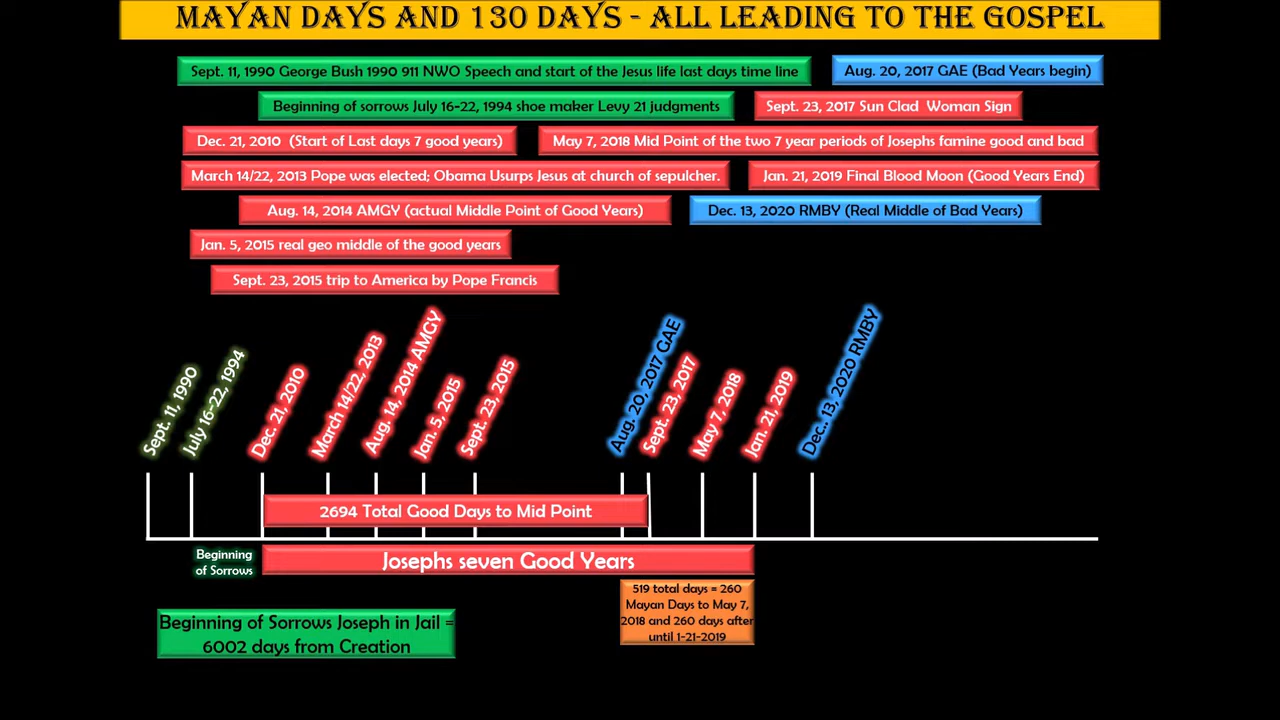 MAYAN DAYS AND 130 DAYS - ALL LEADING TO THE GOSPEL
Sept. 11, 1990 George Bush 1990 911 NWO Speech and start of the Jesus life last days time line
Aug. 20, 2017 GAE (Bad Years begin)
Beginning of sorrows July 16-22, 1994 shoe maker Levy 21 judgments
Sept. 23, 2017 Sun Clad Woman Sign
Dec. 21, 2010 (Start of Last days 7 good years)
May 7, 2018 Mid Point of the two 7 year periods of Josephs famine good and bad
March 14/22, 2013 Pope was elected; Obama Usurps Jesus at church of sepulcher.
Jan. 21, 2019 Final Blood Moon (Good Years End)
Aug. 14, 2014 AMGY (actual Middle Point of Good Years)
Dec. 13, 2020 RMBY (Real Middle of Bad Years)
Jan. 5, 2015 real geo middle of the good years
Sept. 23, 2015 trip to America by Pope Francis
Sept. 11, 1990
July 16-22, 1994
Dec. 21, 2010
March 14/22, 2013
Aug. 14, 2014 AMGY
Jan. 5, 2015
Sept. 23, 2015
Aug. 20, 2017 GAE
Sept. 23, 2017
May 7, 2018
Jan. 21, 2019
Dec.. 13, 2020 RMBY
2694 Total Good Days to Mid Point
Beginning
of Sorrows
Josephs seven Good Years
519 total days = 260
Mayan Days to May 7,
2018 and 260 days after
until 1-21-2019
Beginning of Sorrows Joseph in Jail =
6002 days from Creation